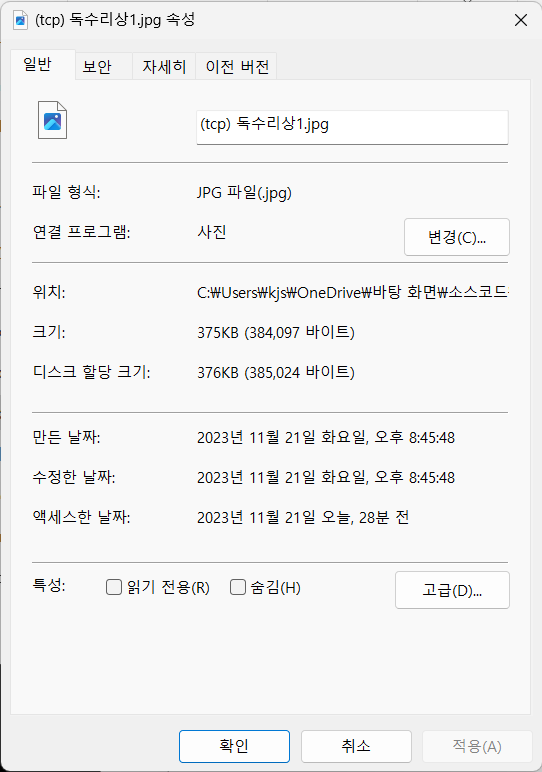 (tcp) 독수리상1.jpg 속성
일반 보안 자세히 이전 버전
(tcp) 독수리상1.jpg
파일 형식: JPG 파일(.jpg)
연결 프로그램: 사진 변경(C)...
위치: C:₩Users₩kjs₩OneDrive₩바탕 화면₩소스코드
크기: 375KB (384,097 바이트)
디스크 할당 크기: 376KB (385,024 바이트)
만든 날짜: 2023년 11월 21일 화요일, 오후 8:45:48
수정한 날짜: 2023년 11월 21일 화요일, 오후 8:45:48
액세스한 날짜: 2023년 11월 21일 오늘, 28분 전
특성: 읽기 전용(R) 숨김(H) 고급(D)...
확인 취소 적용(A)